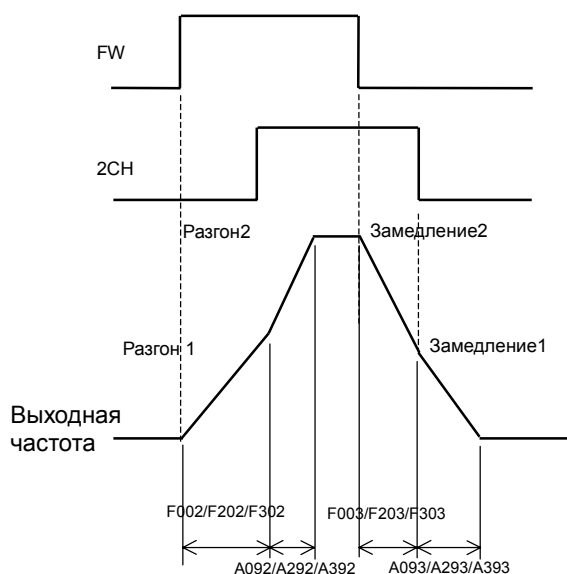 FW
2CH
Разгон2
Замедление2
Разгон 1
Замедление1
Выходная
частота
F002/F202/F302
F003/F203/F303
A092/A292/A392
A093/A293/A393